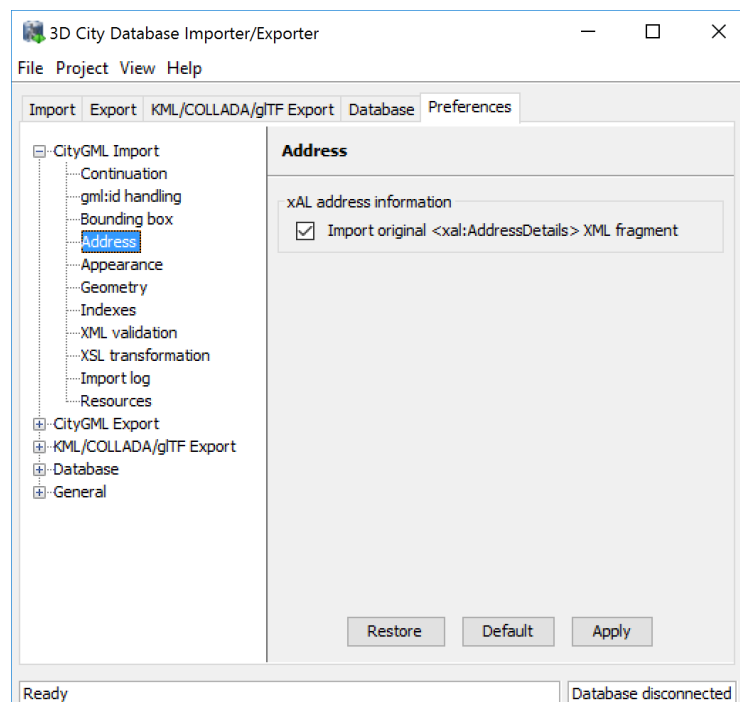 3D City Database Importer/Exporter
File Project View Help
Import Export KML/COLLADA/glTF Export Database Preferences
CityGML Import
Continuation
gml:id handling
Bounding box
Address
Appearance
Geometry
Indexes
XML validation
XSL transformation
Import log
Resources
CityGML Export
KML/COLLADA/glTF Export
Database
General
Address
xAL address information
Import original <xal:AddressDetails> XML fragment
Restore Default Apply
Ready Database disconnected